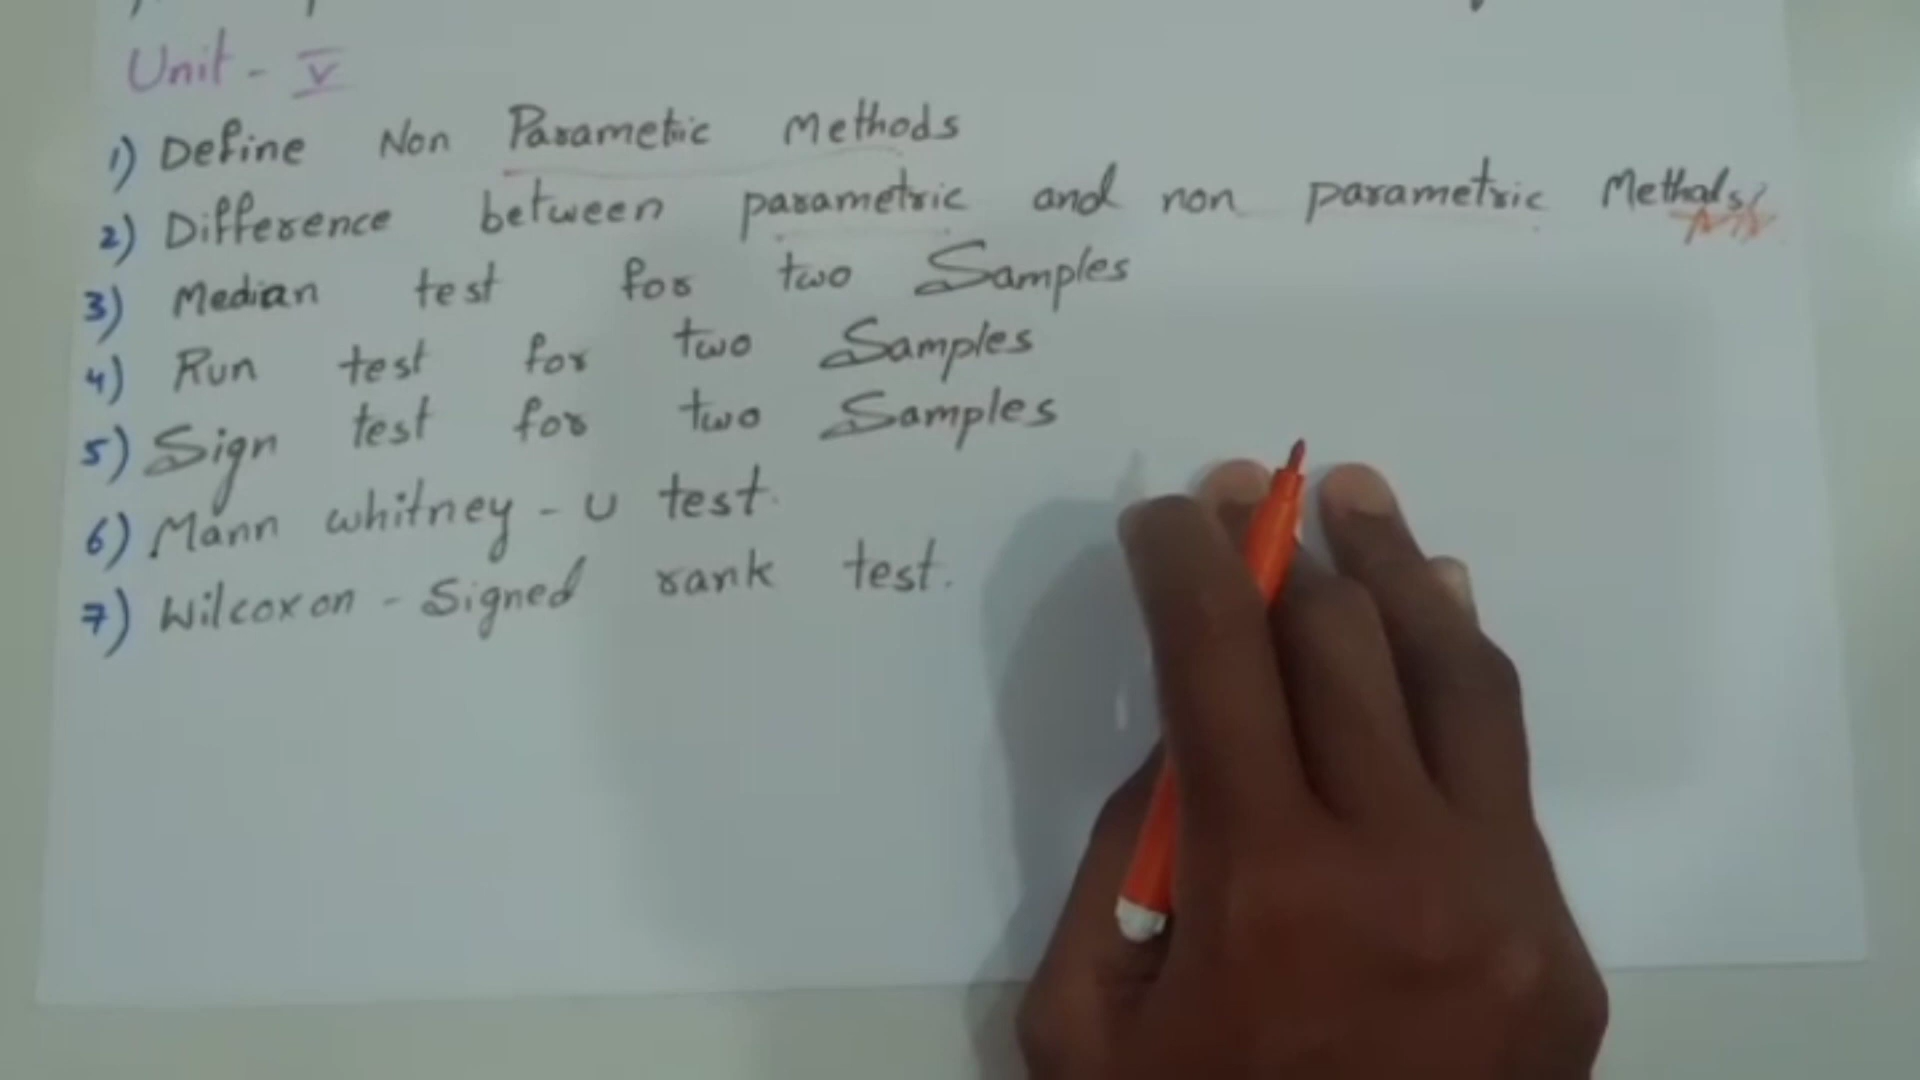 Unit - V
1) Define Non Parametric Methods
2) Difference between parametric and non parametric Methods
3) Median test for two Samples
4) Run test for two Samples
5) Sign test for two Samples
6) Mann whitney - U test.
7) Wilcoxon - Signed rank test.